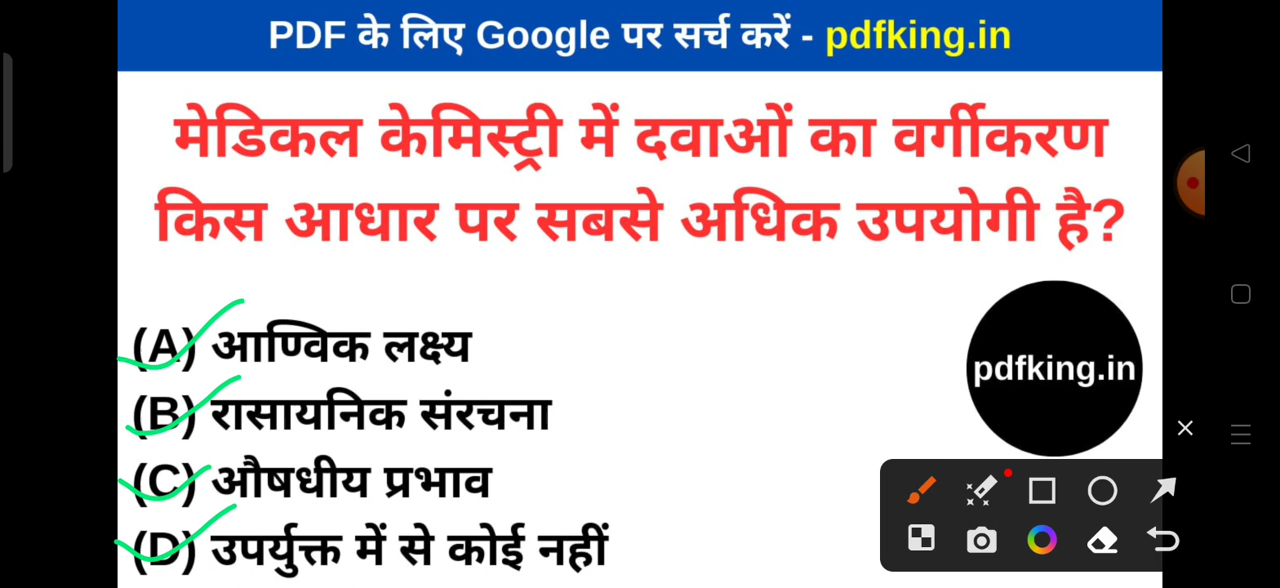 PDF के लिए Google पर सर्च करें - pdfking.in
मेडिकल केमिस्ट्री में दवाओं का वर्गीकरण
किस आधार पर सबसे अधिक उपयोगी है?
(A) आण्विक लक्ष्य
(B) रासायनिक संरचना
(C) औषधीय प्रभाव
(D) उपर्युक्त में से कोई नहीं
pdfking.in